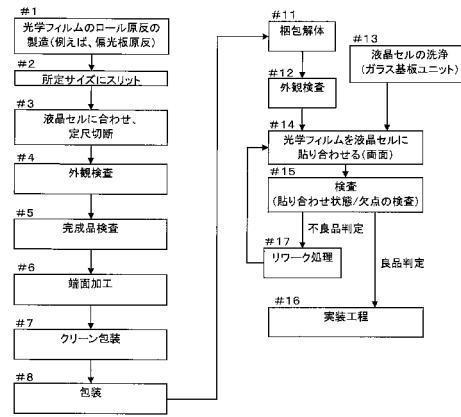 #1
光学フィルムのロール原反の
製造(例えば、偏光板原反)
#2
所定サイズにスリット
#3
液晶セルに合わせ、
定尺切断
#4
外観検査
#5
完成品検査
#6
端面加工
#7
クリーン包装
#8
包装
#11
梱包解体
#12
外観検査
#13
液晶セルの洗浄
(ガラス基板ユニット)
#14
光学フィルムを液晶セルに
貼り合わせる(両面)
#15
検査
(貼り合わせ状態/欠点の検査)
不良品判定
#17
リワーク処理
良品判定
#16
実装工程